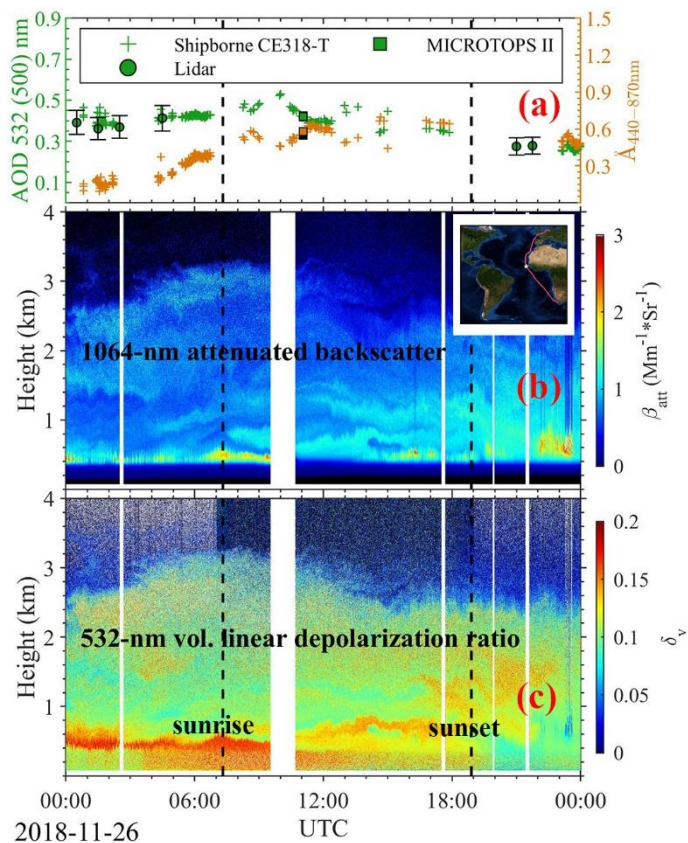 0.9
0.7
0.5
0.3
0.1
AOD 532 (500) nm
Shipborne CE318-T
MICROTOPS II
Lidar
(a)
1.5
1.2
0.9
0.6
0.3
Å440−870nm
4
3
2
1
Height (km)
1064-nm attenuated backscatter
(b)
3
2
1
0
βatt (Mm⁻¹*Sr⁻¹)
4
3
2
1
Height (km)
532-nm vol. linear depolarization ratio
(c)
sunrise
sunset
0.2
0.15
0.1
0.05
0
δv
00:00
06:00
12:00
18:00
00:00
2018-11-26
UTC